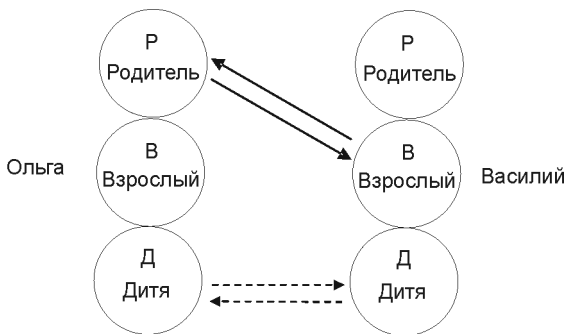 Р
Родитель
Р
Родитель
Ольга
В
Взрослый
В
Взрослый
Василий
Д
Дитя
Д
Дитя